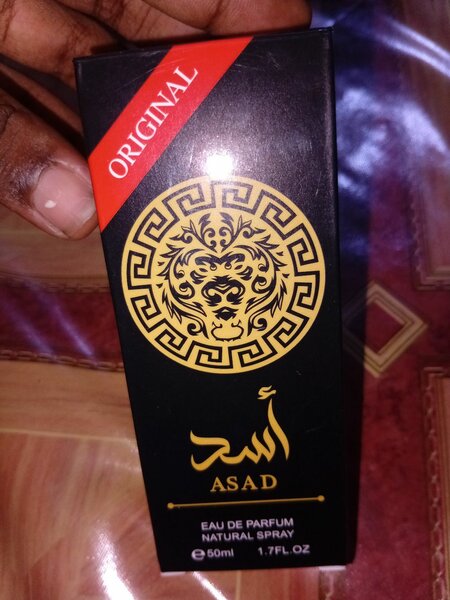 ORIGINAL
أسد
ASAD
EAU DE PARFUM
NATURAL SPRAY
℮50ml 1.7FL.OZ